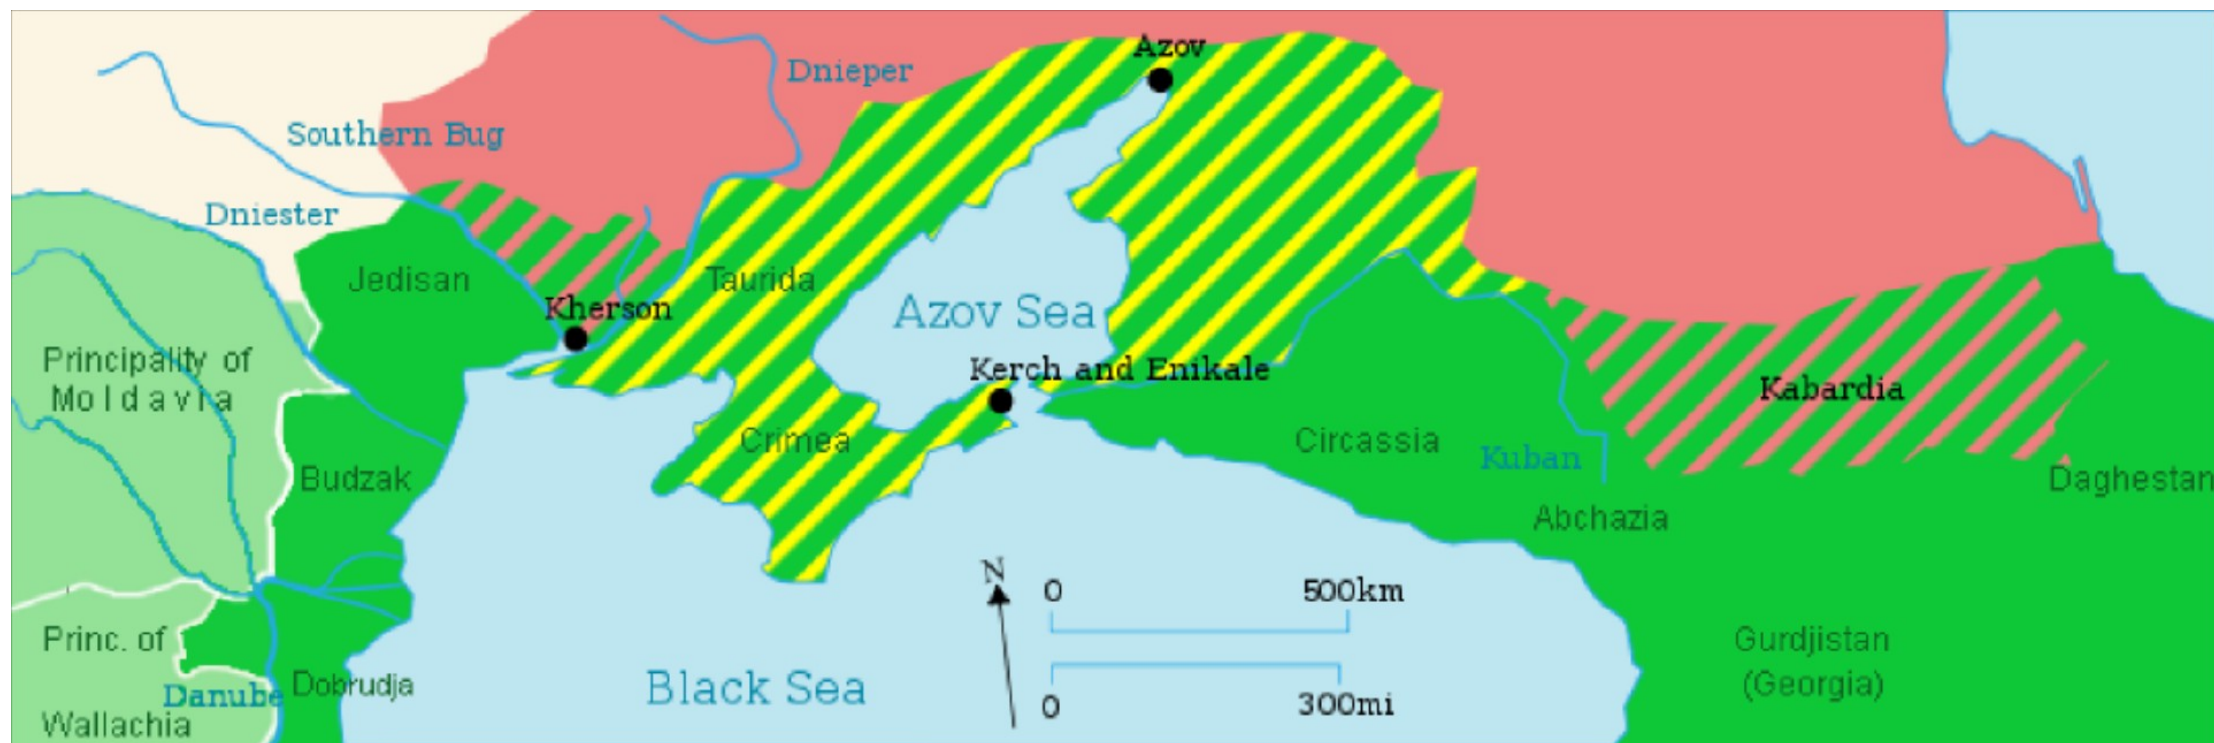 Azov
Dnieper
Southern Bug
Dniester
Jedisan
Taurida
Kherson
Azov Sea
Principality of
Moldavia
Kerch and Enikale
Kabardia
Crimea
Circassia
Kuban
Budzak
Daghestan
Abchazia
N
0
500km
Princ. of
Wallachia
Danube
Dobrudja
Black Sea
0
300mi
Gurdjistan
(Georgia)